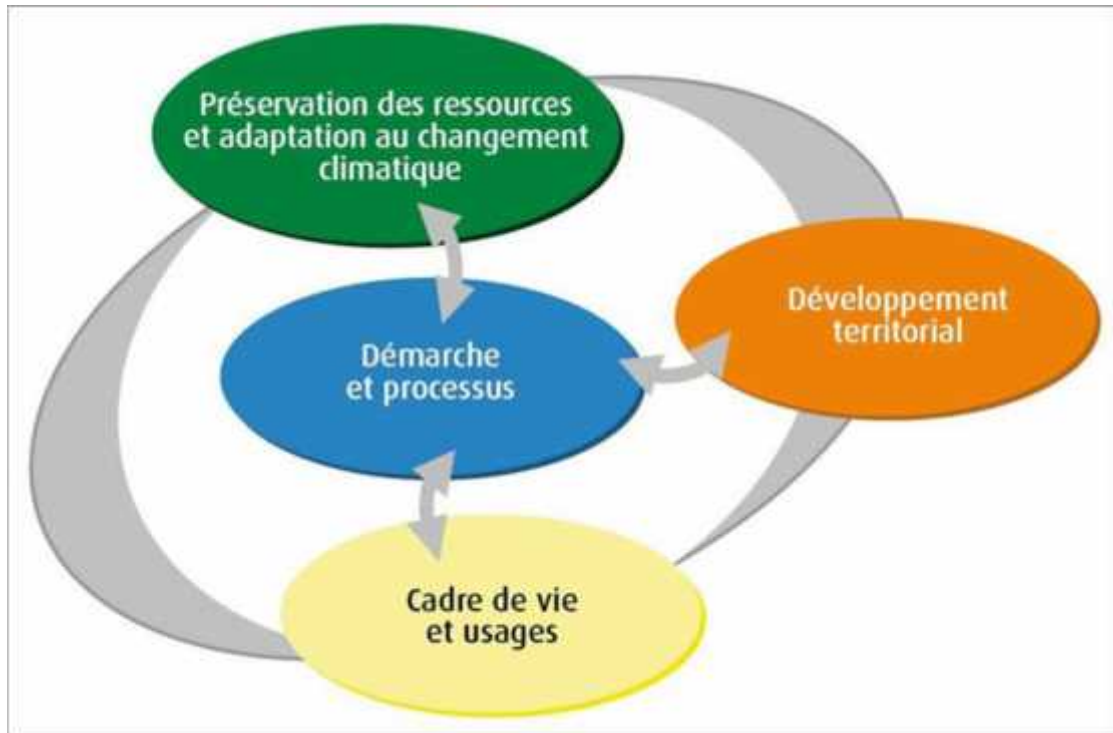 Préservation des ressources
et adaptation au changement
climatique
Développement
territorial
Démarche
et processus
Cadre de vie
et usages